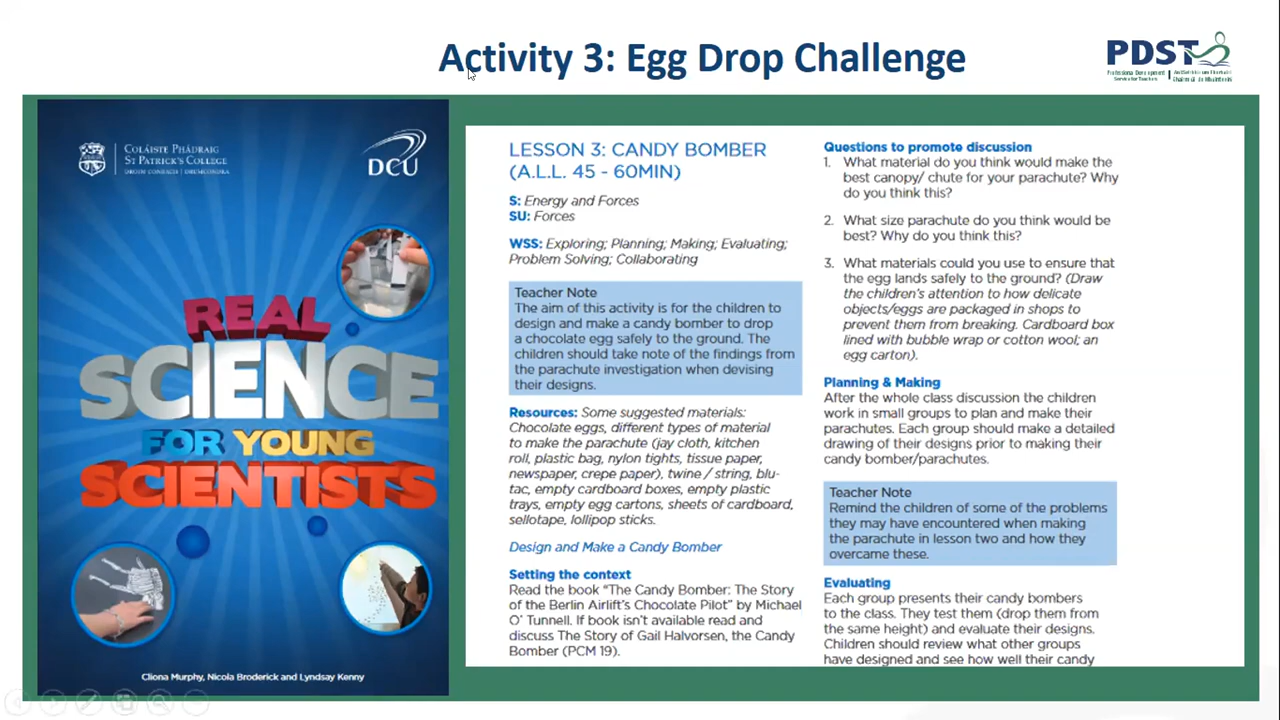 Activity 3: Egg Drop Challenge
PDST
COLÁISTE PHÁDRAIG
ST PATRICK'S COLLEGE
DCU
REAL
SCIENCE
FOR YOUNG
SCIENTISTS
Cliona Murphy, Nicola Broderick and Lyndsay Kenny
LESSON 3: CANDY BOMBER
(A.L.L. 45 - 60MIN)
S: Energy and Forces
SU: Forces
WSS: Exploring; Planning; Making; Evaluating;
Problem Solving; Collaborating
Teacher Note
The aim of this activity is for the children to
design and make a candy bomber to drop
a chocolate egg safely to the ground. The
children should take note of the findings from
the parachute investigation when devising
their designs.
Resources: Some suggested materials:
Chocolate eggs, different types of material
to make the parachute (jay cloth, kitchen
roll, plastic bag, nylon tights, tissue paper,
newspaper, crepe paper), twine / string, blu-
tac, empty cardboard boxes, empty plastic
trays, empty egg cartons, sheets of cardboard,
sellotape, lollipop sticks.
Design and Make a Candy Bomber
Setting the context
Read the book "The Candy Bomber: The Story
of the Berlin Airlift's Chocolate Pilot" by Michael
O' Tunnell. If book isn't available read and
discuss The Story of Gail Halvorsen, the Candy
Bomber (PCM 19).
Questions to promote discussion
1. What material do you think would make the
best canopy/ chute for your parachute? Why
do you think this?
2. What size parachute do you think would be
best? Why do you think this?
3. What materials could you use to ensure that
the egg lands safely to the ground? (Draw
the children's attention to how delicate
objects/eggs are packaged in shops to
prevent them from breaking. Cardboard box
lined with bubble wrap or cotton wool; an
egg carton).
Planning & Making
After the whole class discussion the children
work in small groups to plan and make their
parachutes. Each group should make a detailed
drawing of their designs prior to making their
candy bomber/parachutes.
Teacher Note
Remind the children of some of the problems
they may have encountered when making
the parachute in lesson two and how they
overcame these.
Evaluating
Each group presents their candy bombers
to the class. They test them (drop them from
the same height) and evaluate their designs.
Children should review what other groups
have designed and see how well their candy